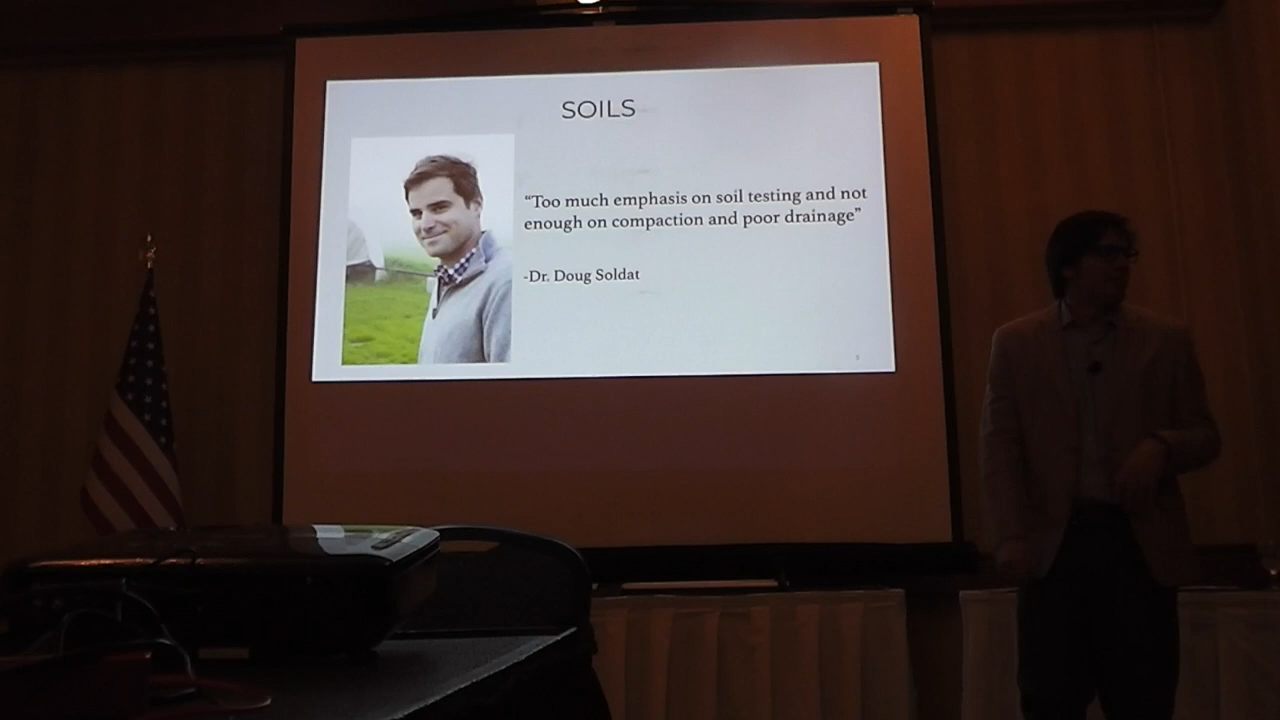 SOILS
“Too much emphasis on soil testing and not
enough on compaction and poor drainage”
-Dr. Doug Soldat